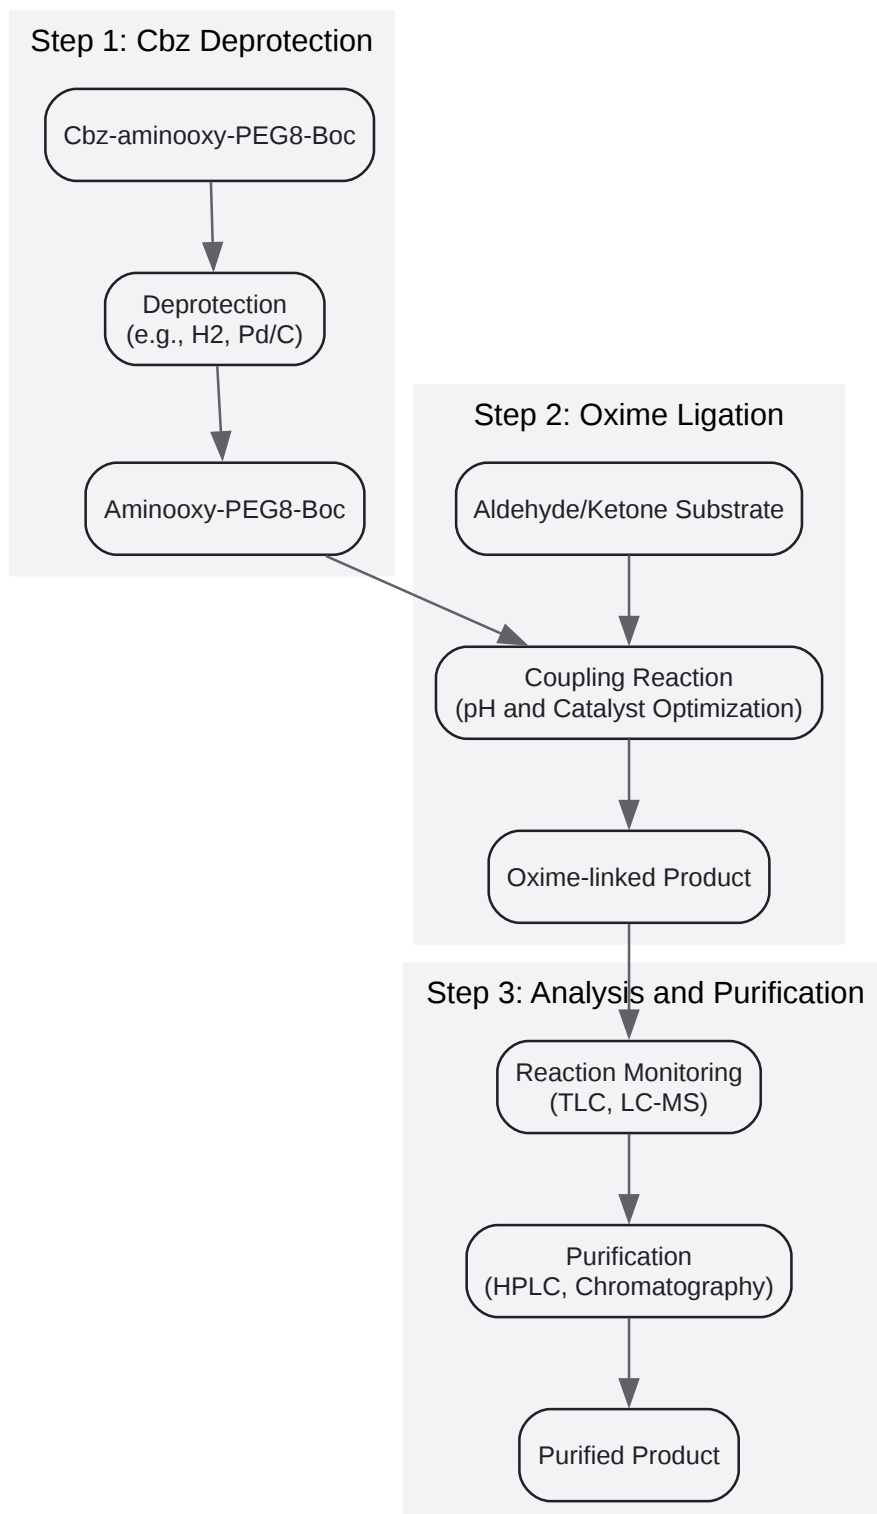 Step 1: Cbz Deprotection
Cbz-aminooxy-PEG8-Boc
Deprotection
(e.g., H2, Pd/C)
Aminooxy-PEG8-Boc
Step 2: Oxime Ligation
Aldehyde/Ketone Substrate
Coupling Reaction
(pH and Catalyst Optimization)
Oxime-linked Product
Step 3: Analysis and Purification
Reaction Monitoring
(TLC, LC-MS)
Purification
(HPLC, Chromatography)
Purified Product